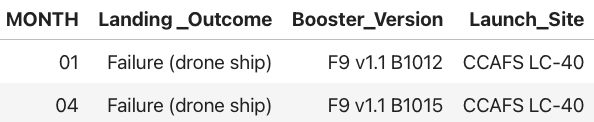 MONTH Landing _Outcome Booster_Version Launch_Site
01 Failure (drone ship) F9 v1.1 B1012 CCAFS LC-40
04 Failure (drone ship) F9 v1.1 B1015 CCAFS LC-40